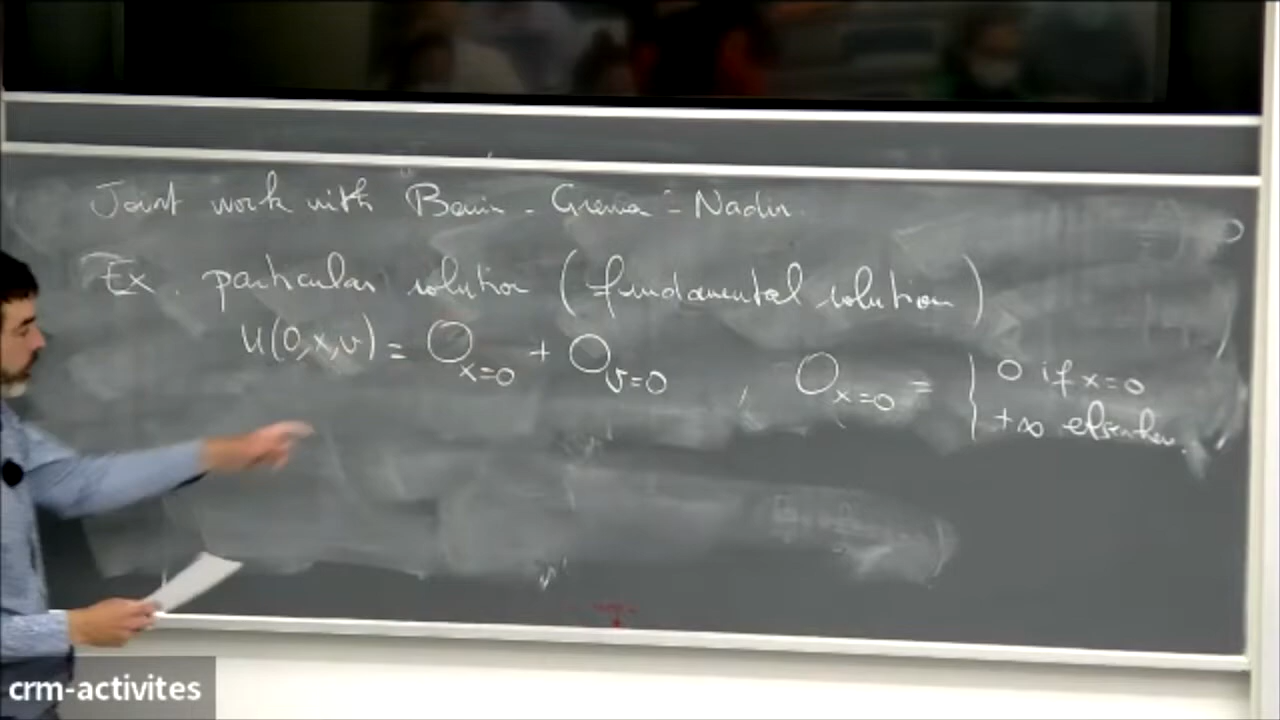 Joint work with Bouin - Grenier - Nadin.
Ex. particular solution (fundamental solution)
u(0,x,v) = O_{x=0} + O_{v=0} , O_{x=0} = { 0 if x=0
+∞ elsewhere.
crm-activites